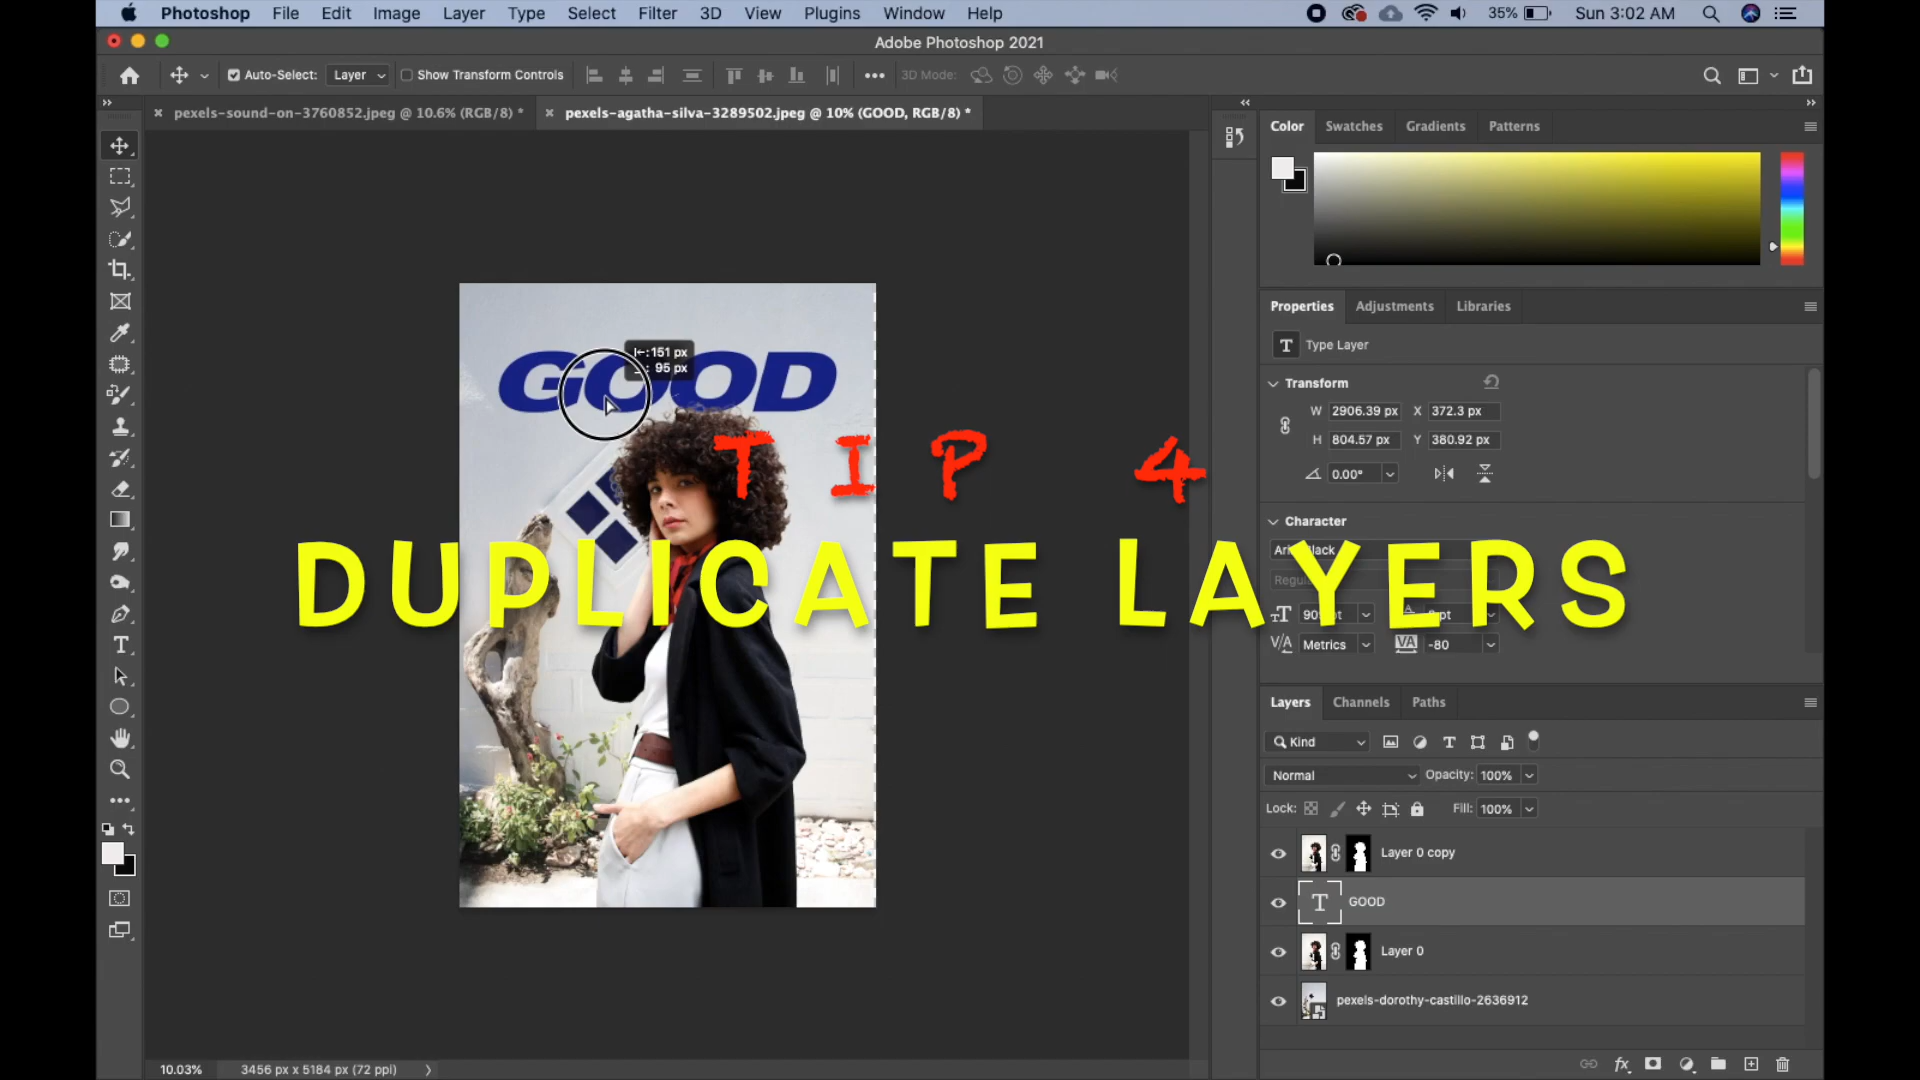 Photoshop File Edit Image Layer Type Select Filter 3D View Plugins Window Help 35% Sun 3:02 AM
Adobe Photoshop 2021
Auto-Select: Layer Show Transform Controls 3D Mode:
pexels-sound-on-3760852.jpeg @ 10.6% (RGB/8) * pexels-agatha-silva-3289502.jpeg @ 10% (GOOD, RGB/8) *
Color Swatches Gradients Patterns
Properties Adjustments Libraries
T Type Layer
Transform
W 2906.39 px X 372.3 px
H 804.57 px Y 380.92 px
0.00°
GOOD
151 px
95 px
TIP 4
DUPLICATE LAYERS
Character
Black
Regular
pt
Metrics VA -80
Layers Channels Paths
Kind
Normal Opacity: 100%
Lock: Fill: 100%
Layer 0 copy
T GOOD
Layer 0
pexels-dorothy-castillo-2636912
10.03% 3456 px x 5184 px (72 ppi)
fx